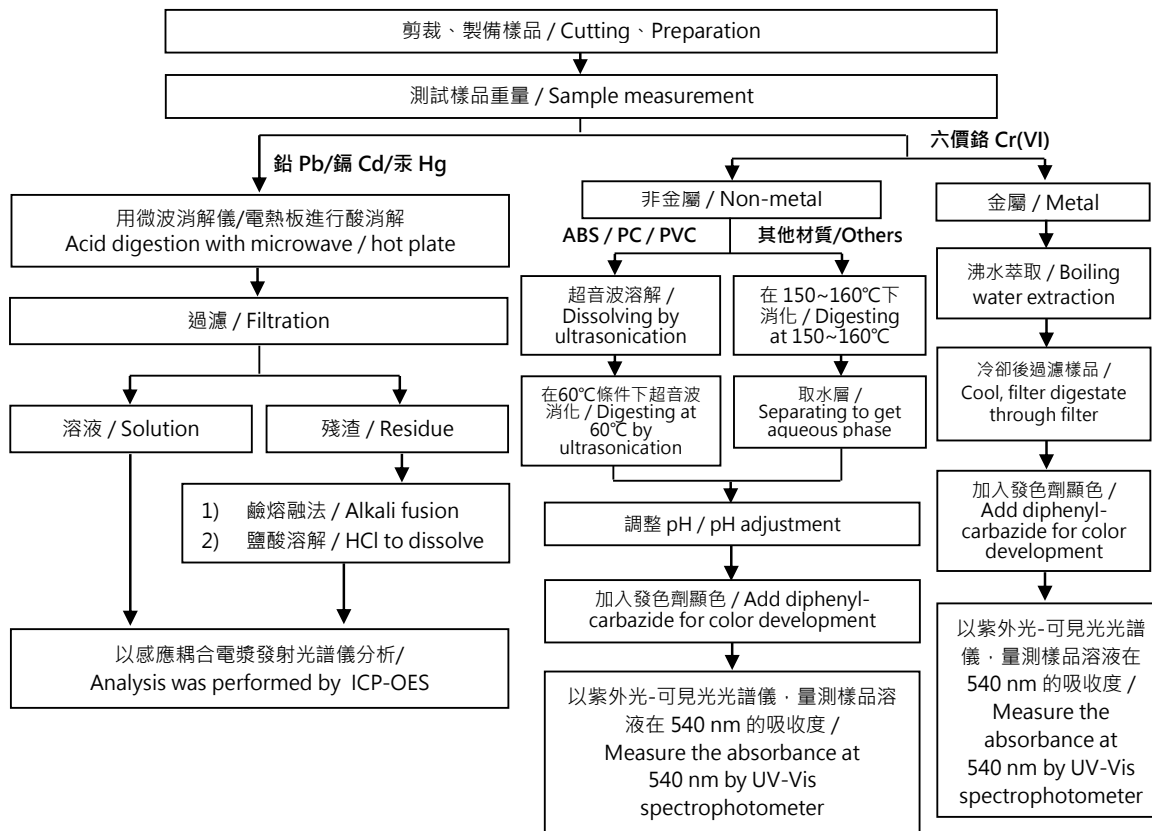 剪裁、製備樣品 / Cutting、Preparation
測試樣品重量 / Sample measurement
鉛 Pb/鎘 Cd/汞 Hg
六價鉻 Cr(VI)
用微波消解儀/電熱板進行酸消解
Acid digestion with microwave / hot plate
過濾 / Filtration
溶液 / Solution
殘渣 / Residue
1) 鹼熔融法 / Alkali fusion
2) 鹽酸溶解 / HCl to dissolve
以感應耦合電漿發射光譜儀分析/
Analysis was performed by ICP-OES
非金屬 / Non-metal
ABS / PC / PVC
其他材質/Others
超音波溶解 /
Dissolving by
ultrasonication
在60℃條件下超音波
消化 / Digesting at
60℃ by
ultrasonication
在 150~160℃下
消化 / Digesting
at 150~160℃
取水層 /
Separating to get
aqueous phase
調整 pH / pH adjustment
加入發色劑顯色 / Add diphenyl-
carbazide for color development
以紫外光-可見光光譜儀，量測樣品溶
液在 540 nm 的吸收度 /
Measure the absorbance at
540 nm by UV-Vis
spectrophotometer
金屬 / Metal
沸水萃取 / Boiling
water extraction
冷卻後過濾樣品 /
Cool, filter digestate
through filter
加入發色劑顯色 /
Add diphenyl-
carbazide for color
development
以紫外光-可見光光譜
儀，量測樣品溶液在
540 nm 的吸收度 /
Measure the
absorbance at
540 nm by UV-Vis
spectrophotometer